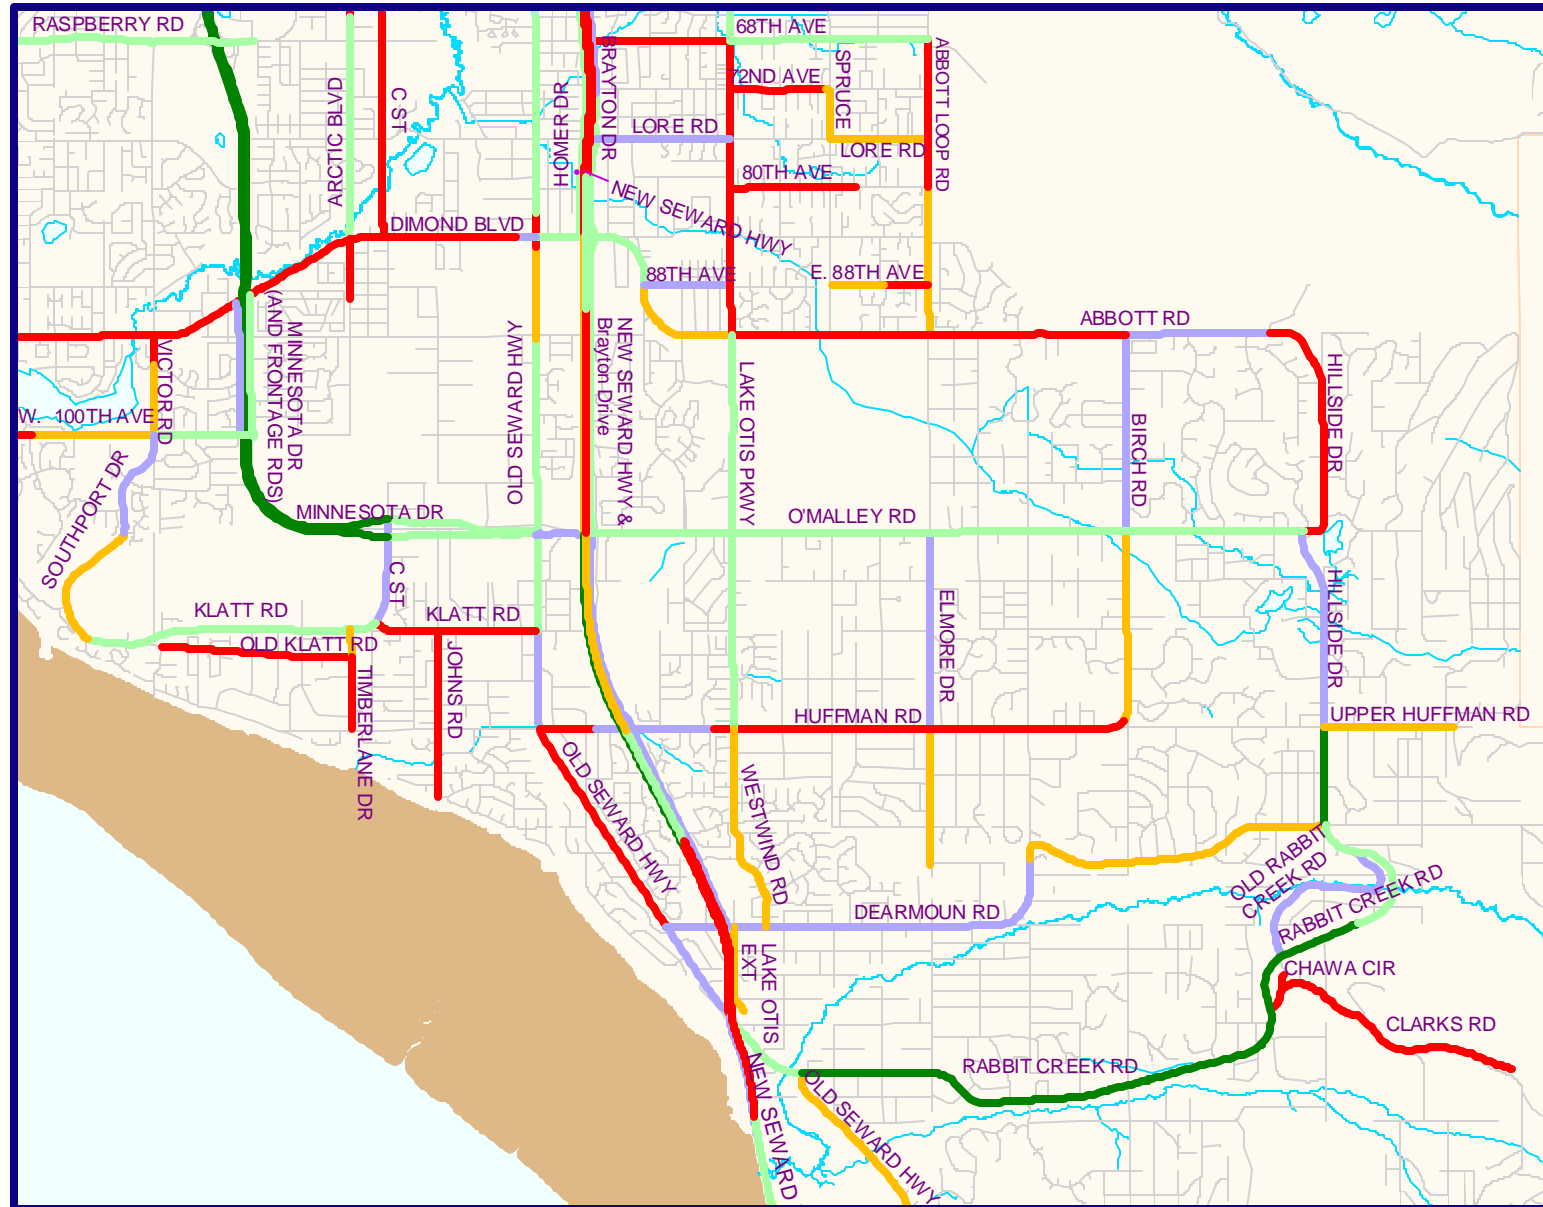 RASPBERRY RD
68TH AVE
BRAYTON DR
SPRUCE
ABBOTT LOOP RD
72ND AVE
ARCTIC BLVD
C ST
HOMER DR
LORE RD
LORE RD
80TH AVE
NEW SEWARD HWY
DIMOND BLVD
88TH AVE
E. 88TH AVE
ABBOTT RD
MINNESOTA DR
(AND FRONTAGE RDS)
OLD SEWARD HWY
NEW SEWARD HWY &
Brayton Drive
VICTOR RD
LAKE OTIS PKWY
HILLSIDE DR
W. 100TH AVE
BIRCH RD
SOUTHPORT DR
MINNESOTA DR
O'MALLEY RD
C ST
KLATT RD
KLATT RD
ELMORE DR
HILLSIDE DR
OLD KLATT RD
JOHNS RD
TIMBERLANE DR
HUFFMAN RD
UPPER HUFFMAN RD
OLD SEWARD HWY
WESTWIND RD
OLD RABBIT
CREEK RD
RABBIT CREEK RD
DEARMOUN RD
LAKE OTIS
EXT
CHAWA CIR
CLARKS RD
RABBIT CREEK RD
NEW SEWARD
OLD SEWARD HWY